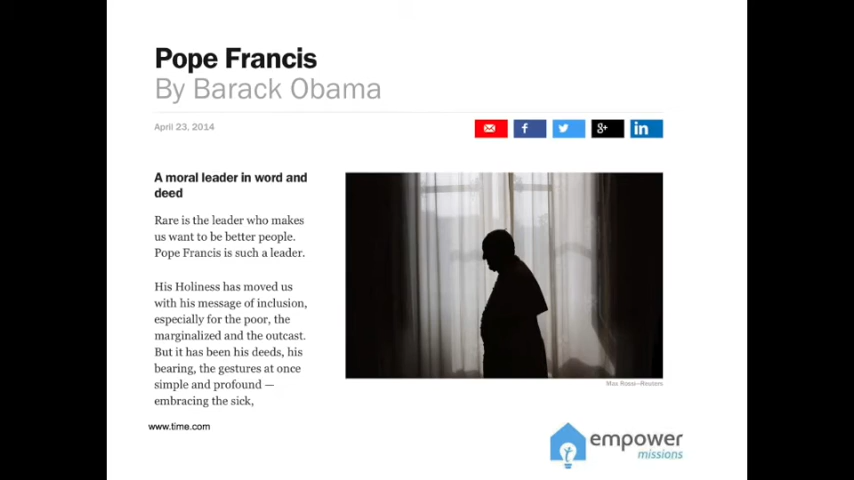 Pope Francis
By Barack Obama
April 23, 2014
f
g+
in
A moral leader in word and
deed
Rare is the leader who makes
us want to be better people.
Pope Francis is such a leader.
His Holiness has moved us
with his message of inclusion,
especially for the poor, the
marginalized and the outcast.
But it has been his deeds, his
bearing, the gestures at once
simple and profound —
embracing the sick,
Max Rossi—Reuters
www.time.com
empower
missions